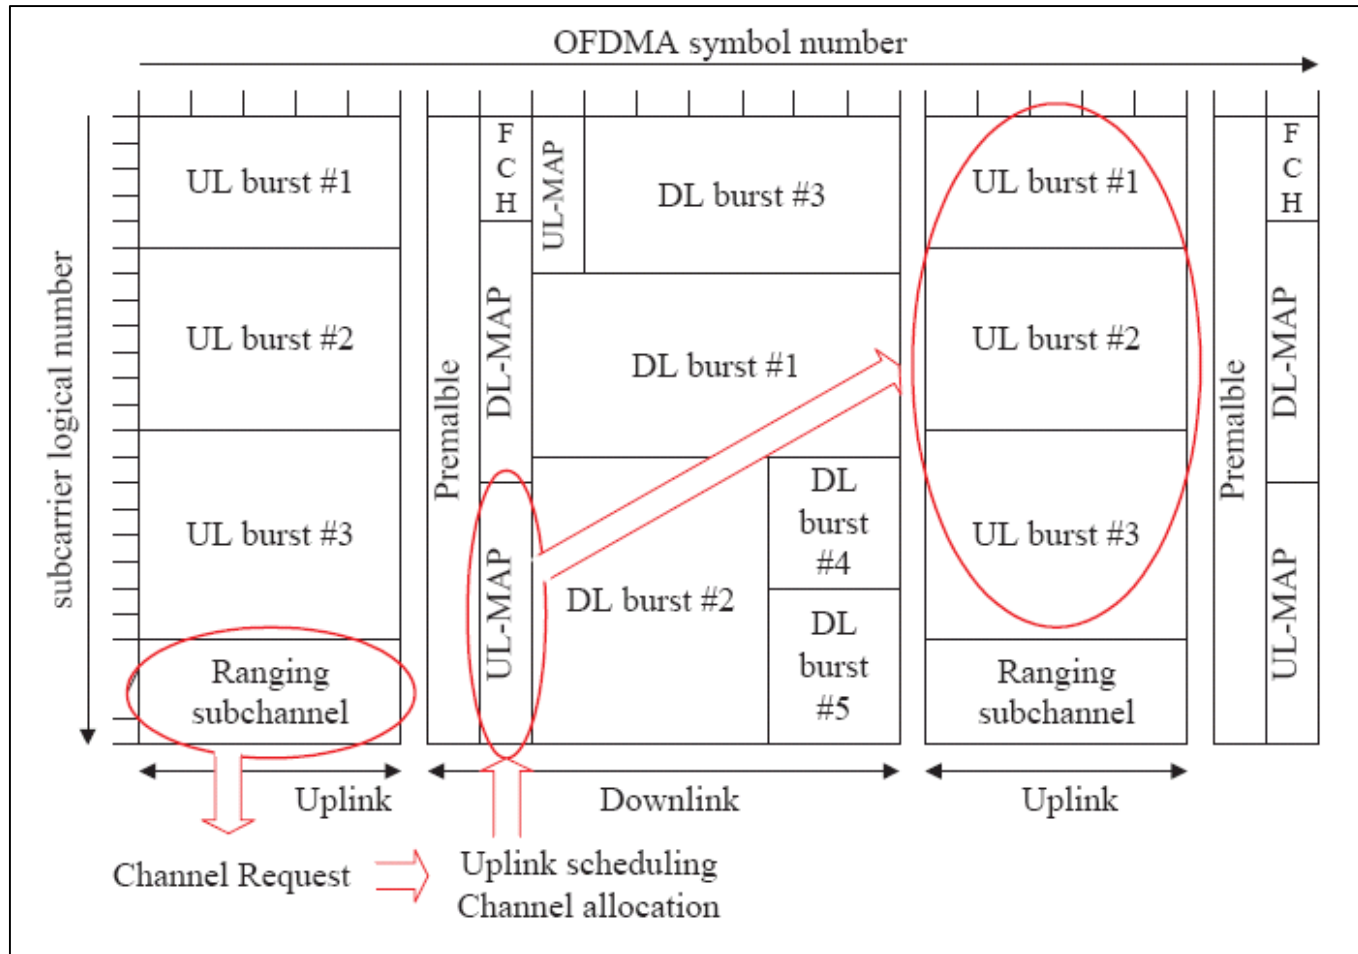 OFDMA symbol number
subcarrier logical number
UL burst #1
UL burst #2
UL burst #3
Ranging
subchannel
Uplink
Premalble
F
C
H
DL-MAP
UL-MAP
UL-MAP
DL burst #3
DL burst #1
DL burst #2
DL
burst
#4
DL
burst
#5
Downlink
UL burst #1
UL burst #2
UL burst #3
Ranging
subchannel
Uplink
Premalble
F
C
H
DL-MAP
UL-MAP
Channel Request
Uplink scheduling
Channel allocation